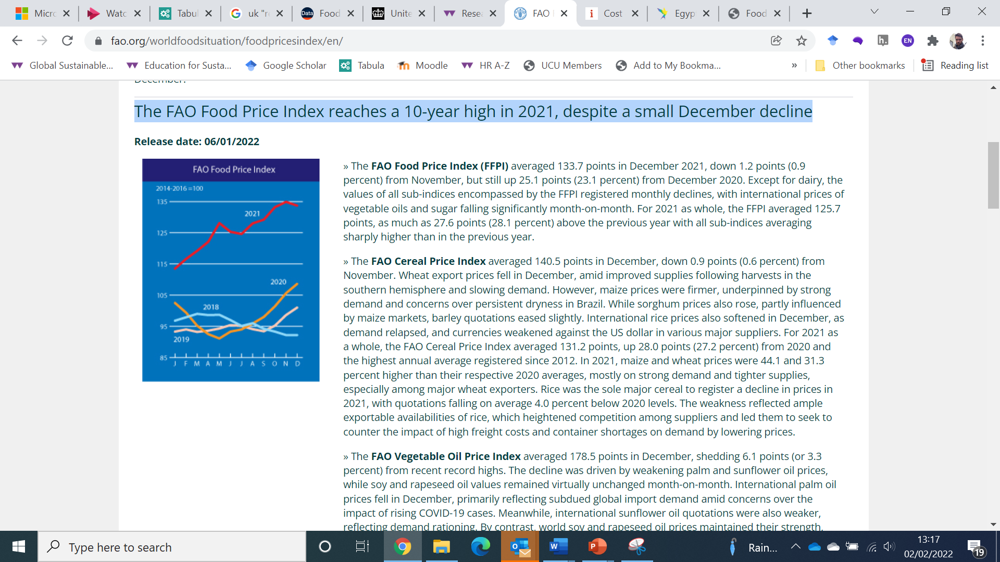 Micro
Watc
Tabul
uk "r
Data
Food
Unite
Resea
FAO
Cost
Egyp
Food
fao.org/worldfoodsituation/foodpricesindex/en/
h.
EN
Global Sustainable...
Education for Susta...
Google Scholar
Tabula
Moodle
HR A-Z
UCU Members
Add to My Bookma...
»
Other bookmarks
Reading list
December.
The FAO Food Price Index reaches a 10-year high in 2021, despite a small December decline
Release date: 06/01/2022
FAO Food Price Index
2014-2016=100
135
2021
125
115
2020
105
2018
95
2019
85
J F M A M J J A S O N D
» The FAO Food Price Index (FFPI) averaged 133.7 points in December 2021, down 1.2 points (0.9
percent) from November, but still up 25.1 points (23.1 percent) from December 2020. Except for dairy, the
values of all sub-indices encompassed by the FFPI registered monthly declines, with international prices of
vegetable oils and sugar falling significantly month-on-month. For 2021 as whole, the FFPI averaged 125.7
points, as much as 27.6 points (28.1 percent) above the previous year with all sub-indices averaging
sharply higher than in the previous year.
» The FAO Cereal Price Index averaged 140.5 points in December, down 0.9 points (0.6 percent) from
November. Wheat export prices fell in December, amid improved supplies following harvests in the
southern hemisphere and slowing demand. However, maize prices were firmer, underpinned by strong
demand and concerns over persistent dryness in Brazil. While sorghum prices also rose, partly influenced
by maize markets, barley quotations eased slightly. International rice prices also softened in December, as
demand relapsed, and currencies weakened against the US dollar in various major suppliers. For 2021 as
a whole, the FAO Cereal Price Index averaged 131.2 points, up 28.0 points (27.2 percent) from 2020 and
the highest annual average registered since 2012. In 2021, maize and wheat prices were 44.1 and 31.3
percent higher than their respective 2020 averages, mostly on strong demand and tighter supplies,
especially among major wheat exporters. Rice was the sole major cereal to register a decline in prices in
2021, with quotations falling on average 4.0 percent below 2020 levels. The weakness reflected ample
exportable availabilities of rice, which heightened competition among suppliers and led them to seek to
counter the impact of high freight costs and container shortages on demand by lowering prices.
» The FAO Vegetable Oil Price Index averaged 178.5 points in December, shedding 6.1 points (or 3.3
percent) from recent record highs. The decline was driven by weakening palm and sunflower oil prices,
while soy and rapeseed oil values remained virtually unchanged month-on-month. International palm oil
prices fell in December, primarily reflecting subdued global import demand amid concerns over the
impact of rising COVID-19 cases. Meanwhile, international sunflower oil quotations were also weaker,
reflecting demand rationing. By contrast, world soy and rapeseed oil prices maintained their strength,
Type here to search
Rain...
13:17
02/02/2022
19